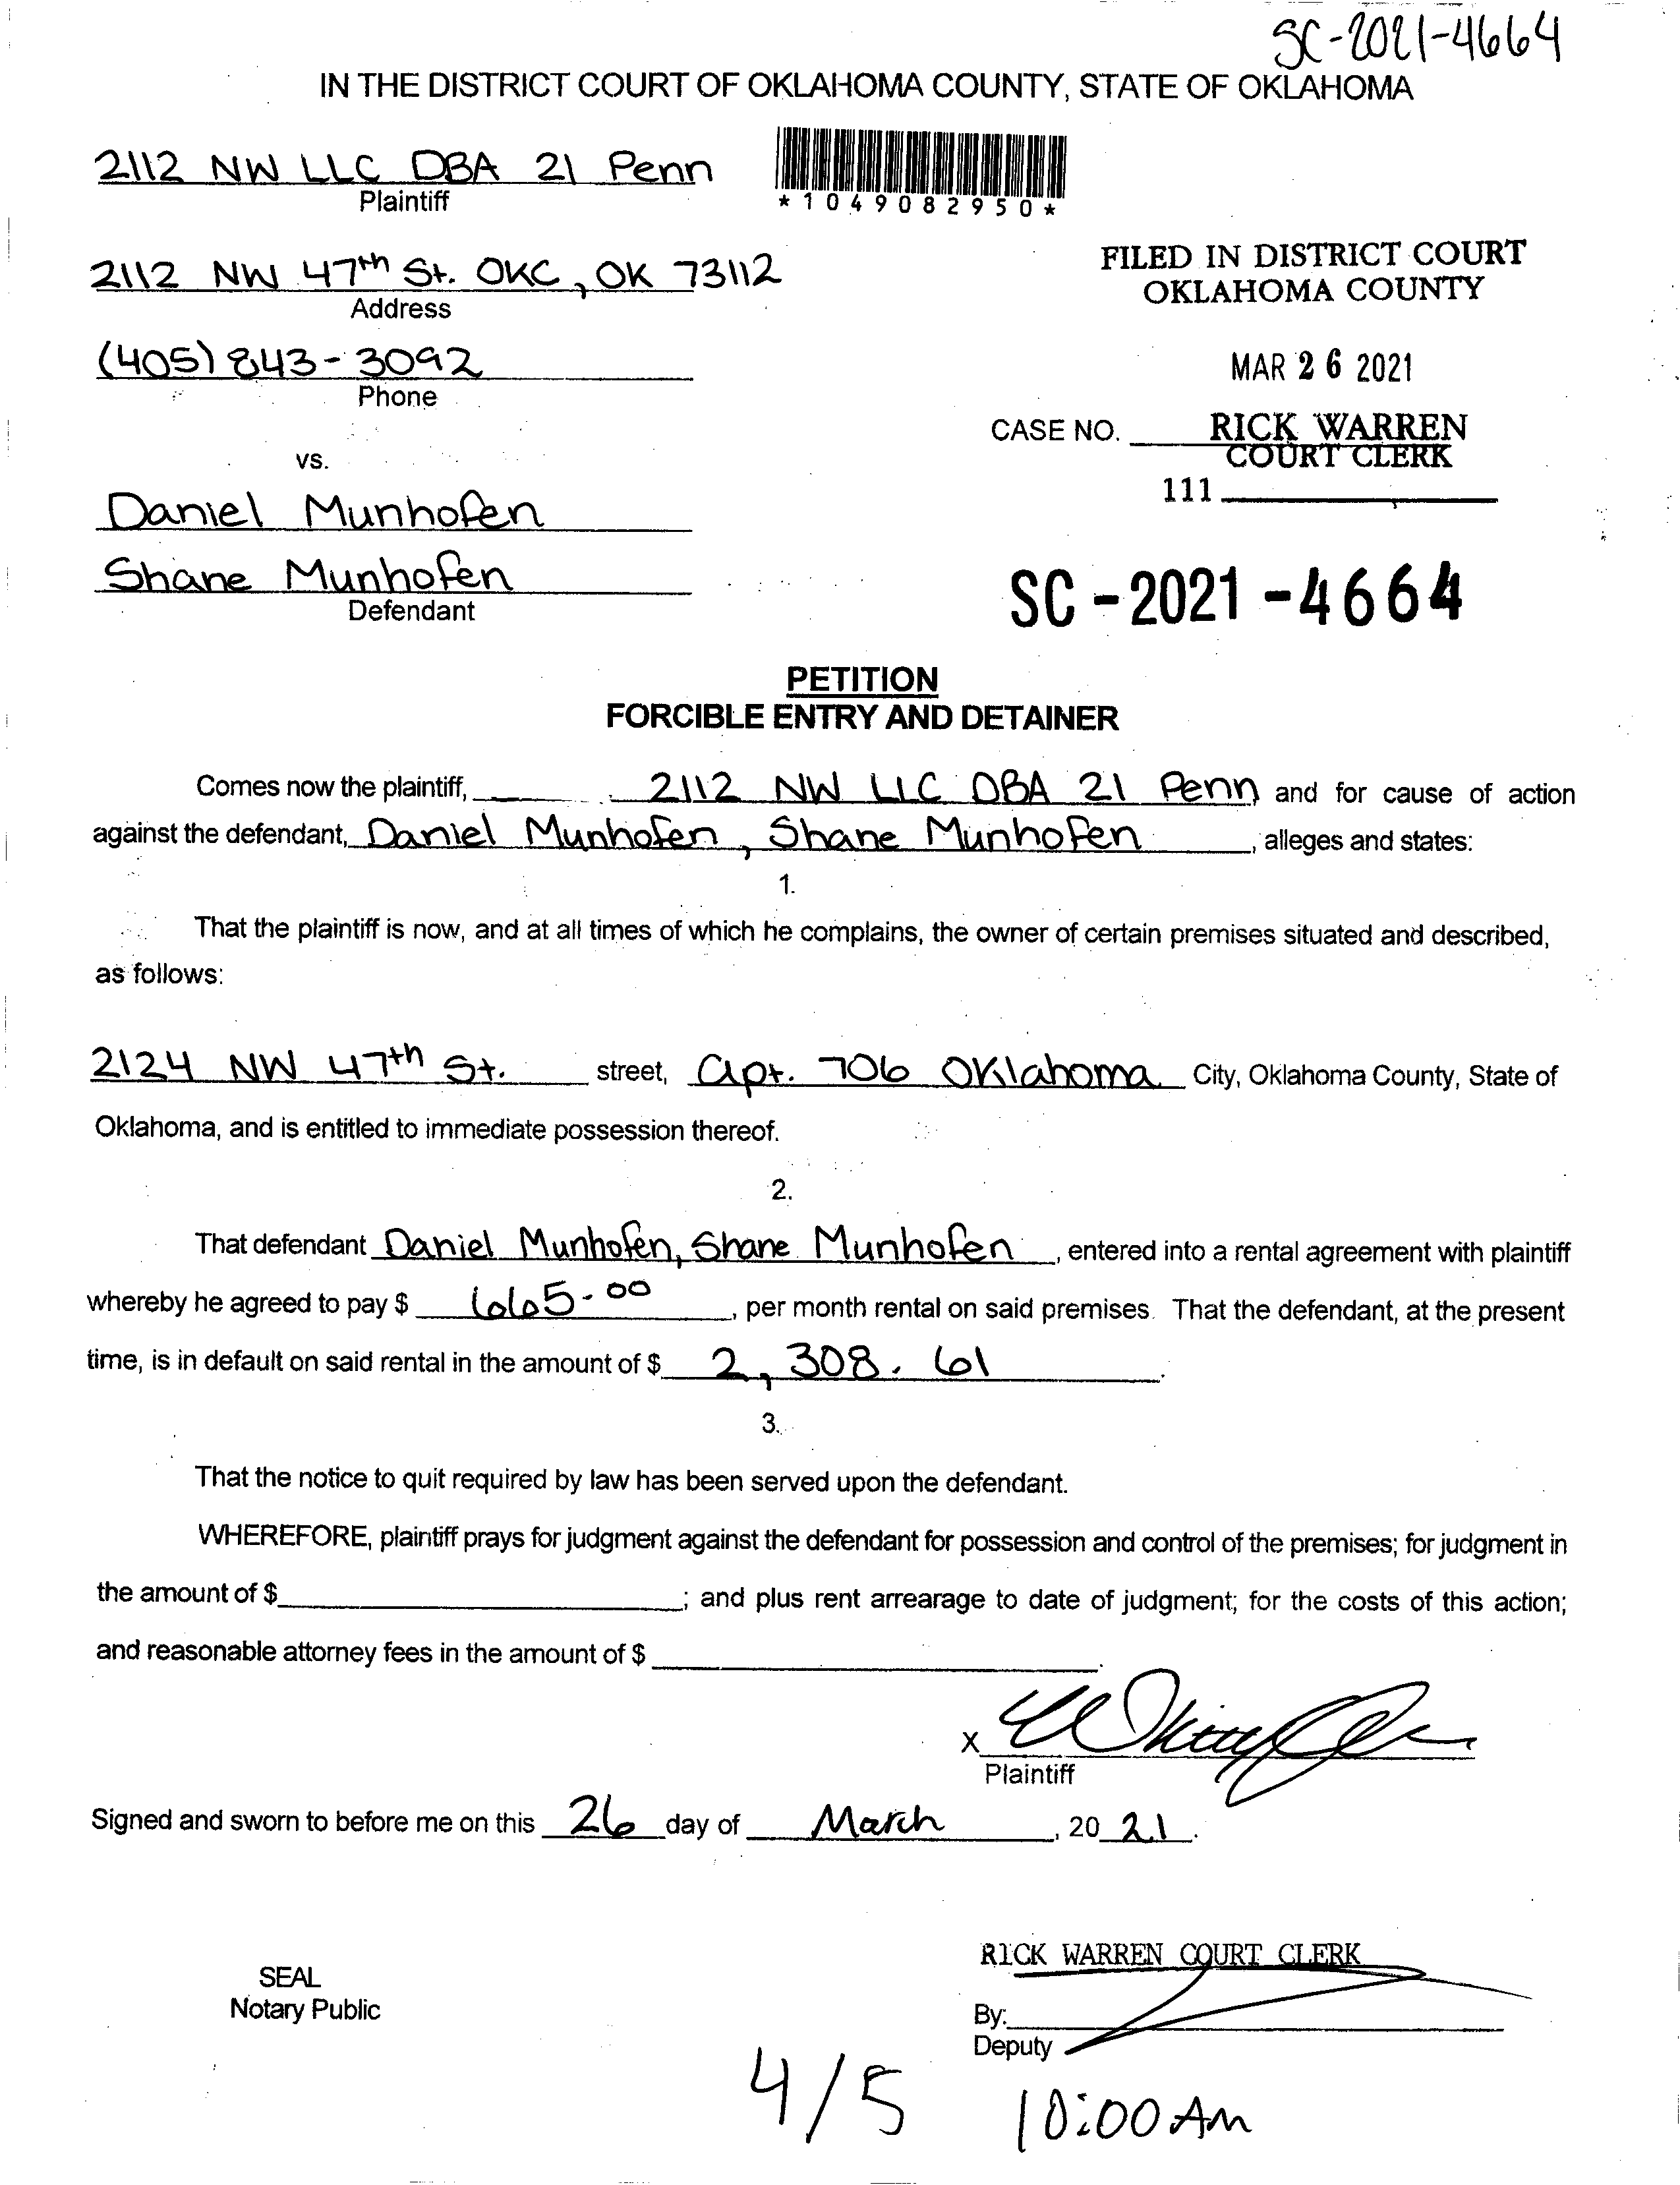 SC-2021-4664
IN THE DISTRICT COURT OF OKLAHOMA COUNTY, STATE OF OKLAHOMA
2112 NW LLC DBA 21 Penn
Plaintiff
*1049082950*
2112 NW 47th St. OKC, OK 73112
Address
FILED IN DISTRICT COURT
OKLAHOMA COUNTY
(405) 843-3092
Phone
MAR 26 2021
CASE NO. RICK WARREN
COURT CLERK
vs.
111
Daniel Munhofen
Shane Munhofen
Defendant
SC-2021-4664
PETITION
FORCIBLE ENTRY AND DETAINER
Comes now the plaintiff, 2112 NW LLC DBA 21 Penn and for cause of action
against the defendant, Daniel Munhofen, Shane Munhofen, alleges and states:
1.
That the plaintiff is now, and at all times of which he complains, the owner of certain premises situated and described,
as follows:
2124 NW 47th St. street, Apt. 706 Oklahoma City, Oklahoma County, State of
Oklahoma, and is entitled to immediate possession thereof.
2.
That defendant Daniel Munhofen, Shane Munhofen, entered into a rental agreement with plaintiff
whereby he agreed to pay $ 665.00, per month rental on said premises. That the defendant, at the present
time, is in default on said rental in the amount of $ 2,308.61.
3.
That the notice to quit required by law has been served upon the defendant.
WHEREFORE, plaintiff prays for judgment against the defendant for possession and control of the premises; for judgment in
the amount of $ ; and plus rent arrearage to date of judgment; for the costs of this action;
and reasonable attorney fees in the amount of $ .
X
Plaintiff
Signed and sworn to before me on this 26 day of March, 2021.
RICK WARREN COURT CLERK
SEAL
Notary Public
By:
Deputy
4/5 10:00 AM